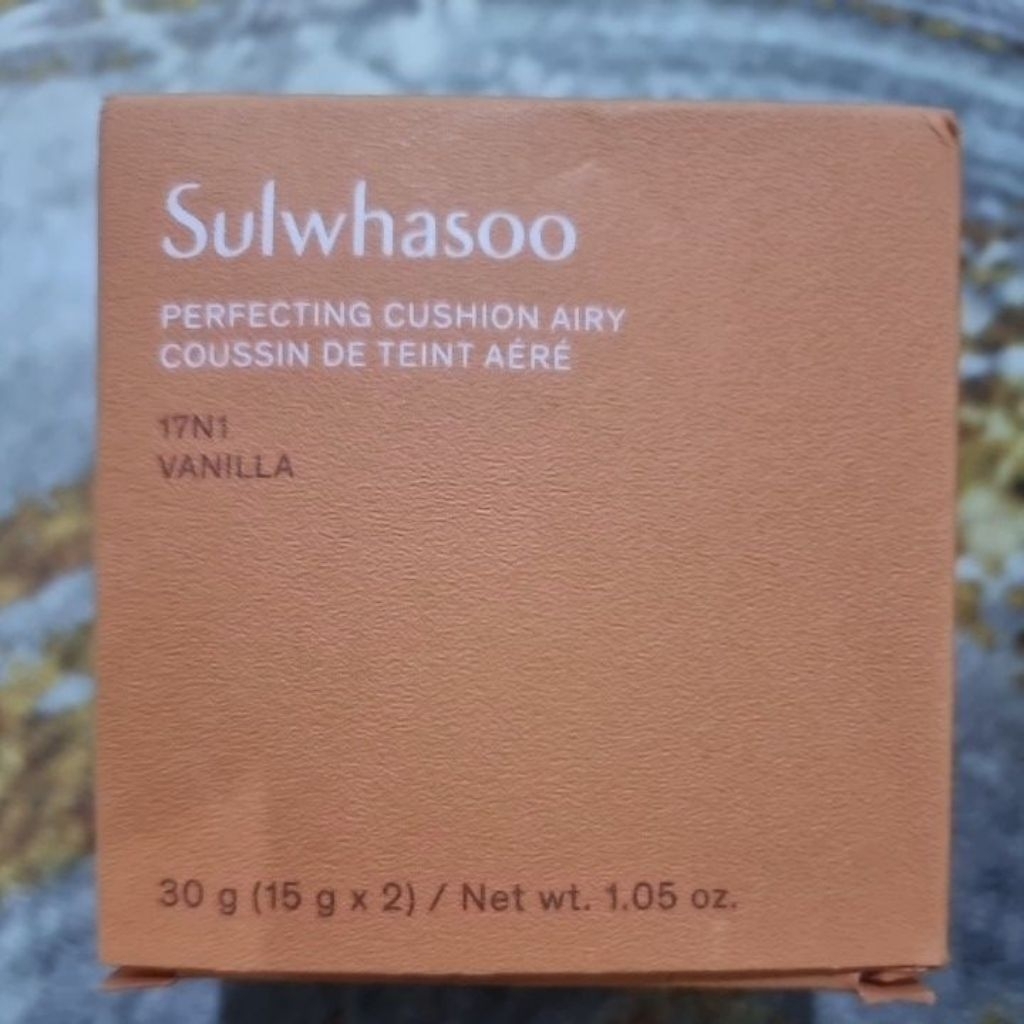 Sulwhasoo
PERFECTING CUSHION AIRY
COUSSIN DE TEINT AÉRÉ
17N1
VANILLA
30 g (15 g x 2) / Net wt. 1.05 oz.